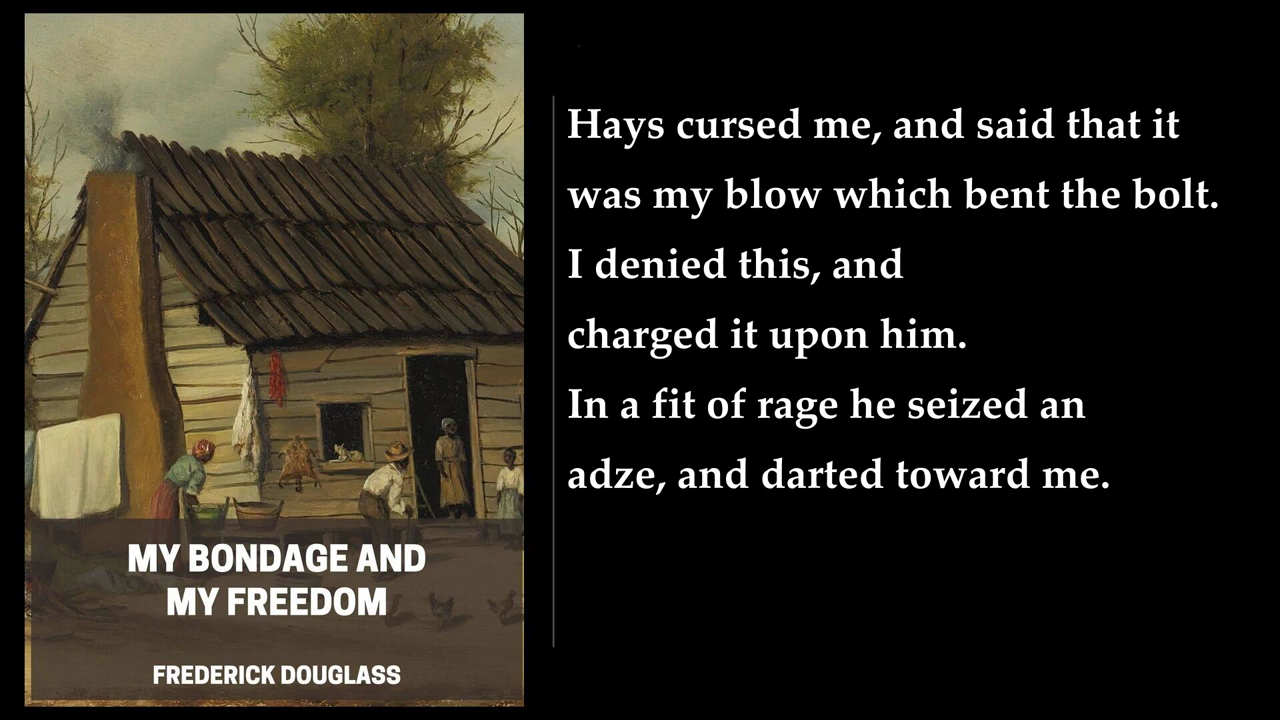 Hays cursed me, and said that it
was my blow which bent the bolt.
I denied this, and
charged it upon him.
In a fit of rage he seized an
adze, and darted toward me.
MY BONDAGE AND
MY FREEDOM
FREDERICK DOUGLASS